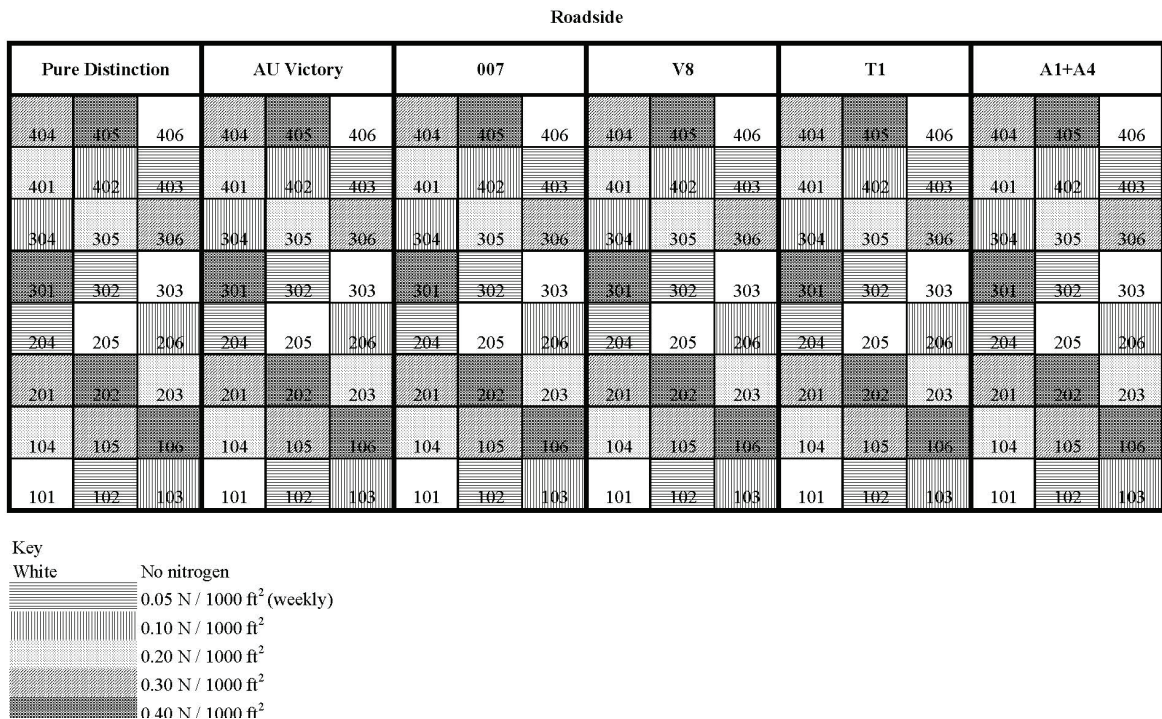 Roadside
Pure Distinction AU Victory 007 V8 T1 A1+A4
404 405 406 404 405 406 404 405 406 404 405 406 404 405 406 404 405 406
401 402 403 401 402 403 401 402 403 401 402 403 401 402 403 401 402 403
304 305 306 304 305 306 304 305 306 304 305 306 304 305 306 304 305 306
301 302 303 301 302 303 301 302 303 301 302 303 301 302 303 301 302 303
204 205 206 204 205 206 204 205 206 204 205 206 204 205 206 204 205 206
201 202 203 201 202 203 201 202 203 201 202 203 201 202 203 201 202 203
104 105 106 104 105 106 104 105 106 104 105 106 104 105 106 104 105 106
101 102 103 101 102 103 101 102 103 101 102 103 101 102 103 101 102 103
Key
White No nitrogen
0.05 N / 1000 ft² (weekly)
0.10 N / 1000 ft²
0.20 N / 1000 ft²
0.30 N / 1000 ft²
0.40 N / 1000 ft²